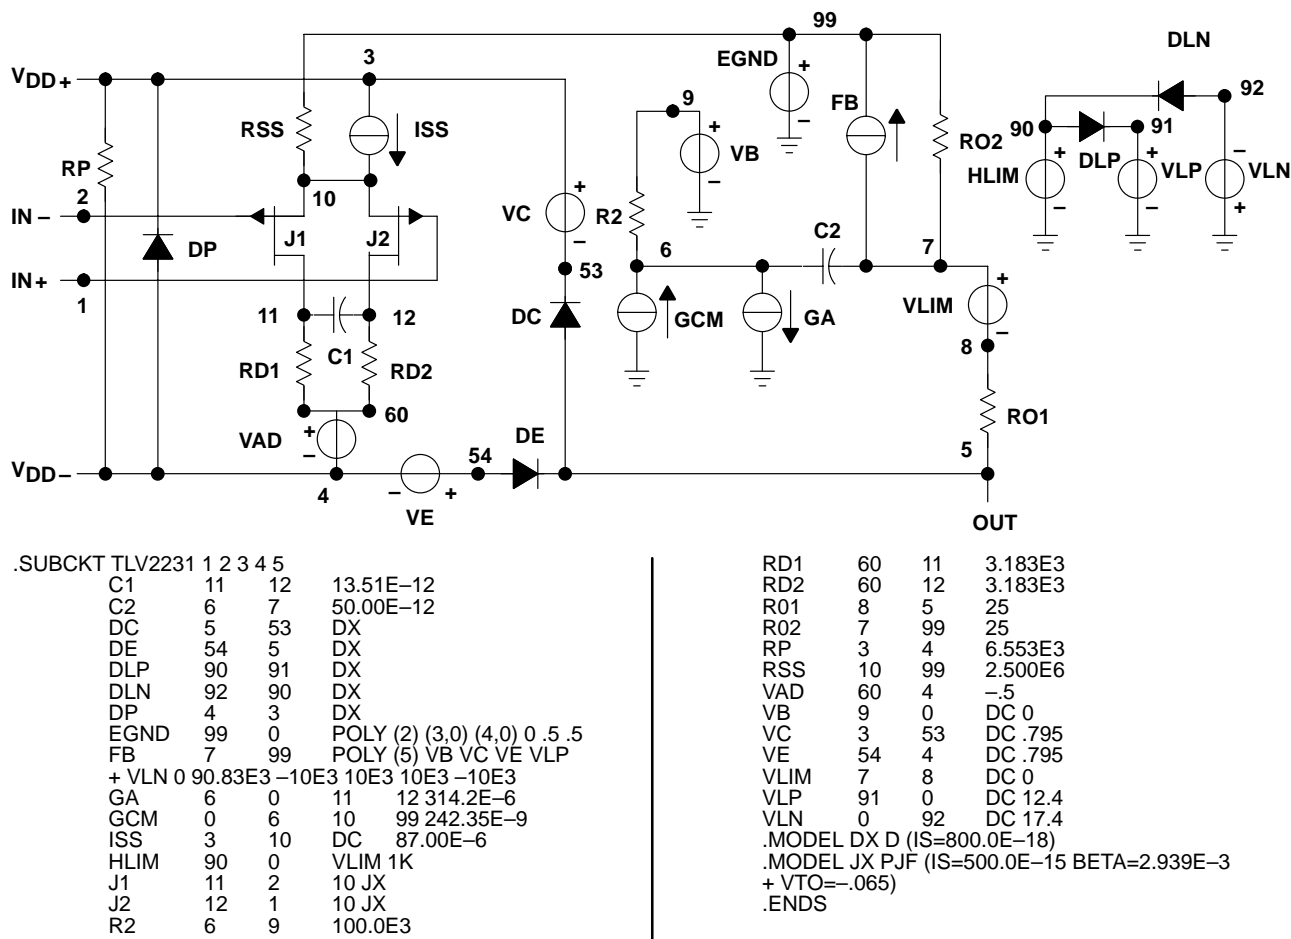 99
DLN
3
EGND
+
–
VDD+
9
FB
92
RSS
ISS
+
VB
–
RO2
90
91
RP
DLP
–
10
+
HLIM
–
+
VLP
–
VLN
+
2
IN–
VC
+
–
R2
C2
DP
J1
J2
6
7
IN+
1
53
11
12
DC
GCM
GA
VLIM
+
–
C1
8
RD1
RD2
60
RO1
VAD
+
–
DE
54
5
VDD–
4
–
+
VE
OUT
.SUBCKT TLV2231 1 2 3 4 5
C1 11 12 13.51E–12
C2 6 7 50.00E–12
DC 5 53 DX
DE 54 5 DX
DLP 90 91 DX
DLN 92 90 DX
DP 4 3 DX
EGND 99 0 POLY (2) (3,0) (4,0) 0 .5 .5
FB 7 99 POLY (5) VB VC VE VLP
+ VLN 0 90.83E3 –10E3 10E3 10E3 –10E3
GA 6 0 11 12 314.2E–6
GCM 0 6 10 99 242.35E–9
ISS 3 10 DC 87.00E–6
HLIM 90 0 VLIM 1K
J1 11 2 10 JX
J2 12 1 10 JX
R2 6 9 100.0E3
RD1 60 11 3.183E3
RD2 60 12 3.183E3
R01 8 5 25
R02 7 99 25
RP 3 4 6.553E3
RSS 10 99 2.500E6
VAD 60 4 –.5
VB 9 0 DC 0
VC 3 53 DC .795
VE 54 4 DC .795
VLIM 7 8 DC 0
VLP 91 0 DC 12.4
VLN 0 92 DC 17.4
.MODEL DX D (IS=800.0E–18)
.MODEL JX PJF (IS=500.0E–15 BETA=2.939E–3
+ VTO=–.065)
.ENDS